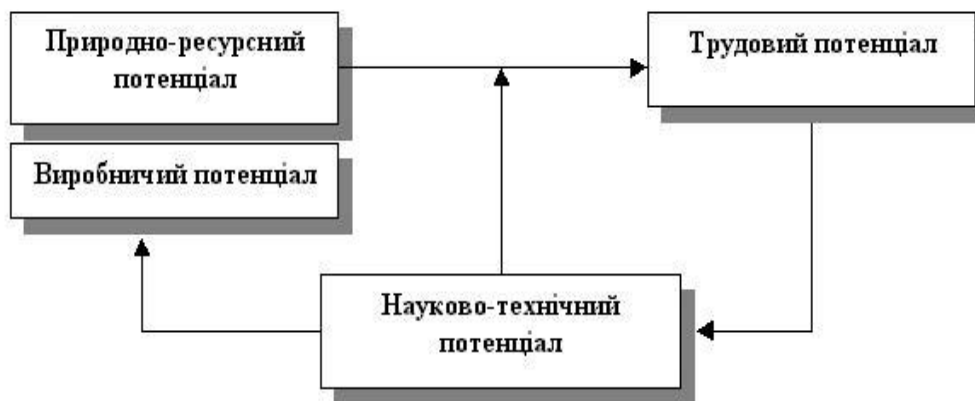 Природно-ресурсний
потенціал
Трудовий потенціал
Виробничий потенціал
Науково-технічний
потенціал